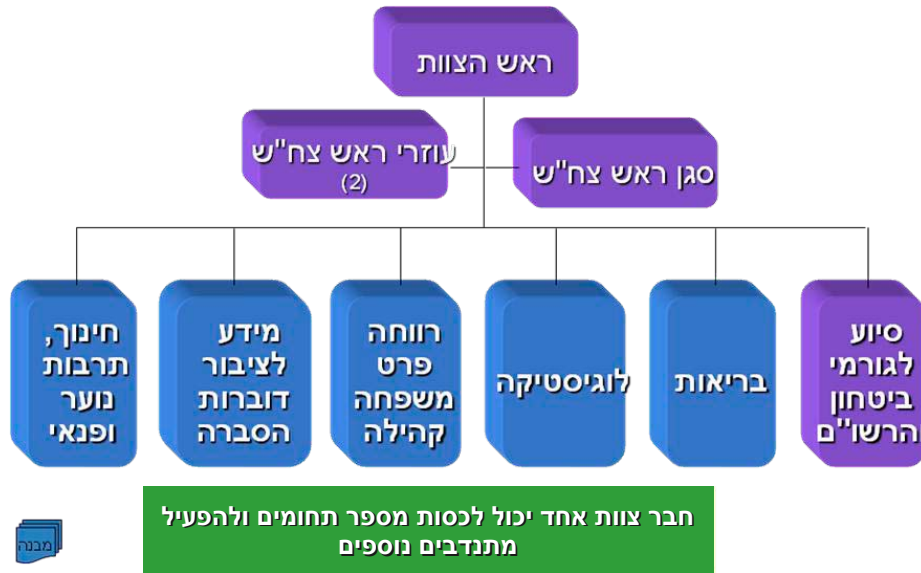 ראש הצוות
סגן ראש צח"ש
עוזרי ראש צח"ש
(2)
סיוע
לגורמי
ביטחון
והרשו"ם
בריאות
לוגיסטיקה
רווחה
פרט
משפחה
קהילה
מידע
לציבור
דוברות
הסברה
חינוך,
תרבות
נוער
ופנאי
חבר צוות אחד יכול לכסות מספר תחומים ולהפעיל
מתנדבים נוספים
מבנה